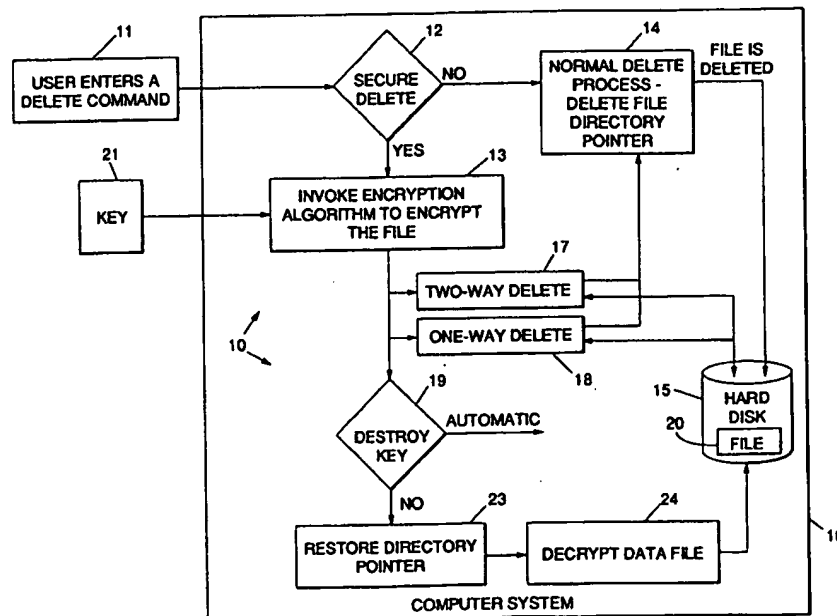 11
USER ENTERS A
DELETE COMMAND
12
SECURE
DELETE
NO
YES
14
NORMAL DELETE
PROCESS -
DELETE FILE
DIRECTORY
POINTER
FILE IS
DELETED
21
KEY
13
INVOKE ENCRYPTION
ALGORITHM TO ENCRYPT
THE FILE
17
TWO-WAY DELETE
ONE-WAY DELETE
18
10
19
DESTROY
KEY
AUTOMATIC
NO
15
HARD
DISK
20
FILE
23
RESTORE DIRECTORY
POINTER
24
DECRYPT DATA FILE
COMPUTER SYSTEM